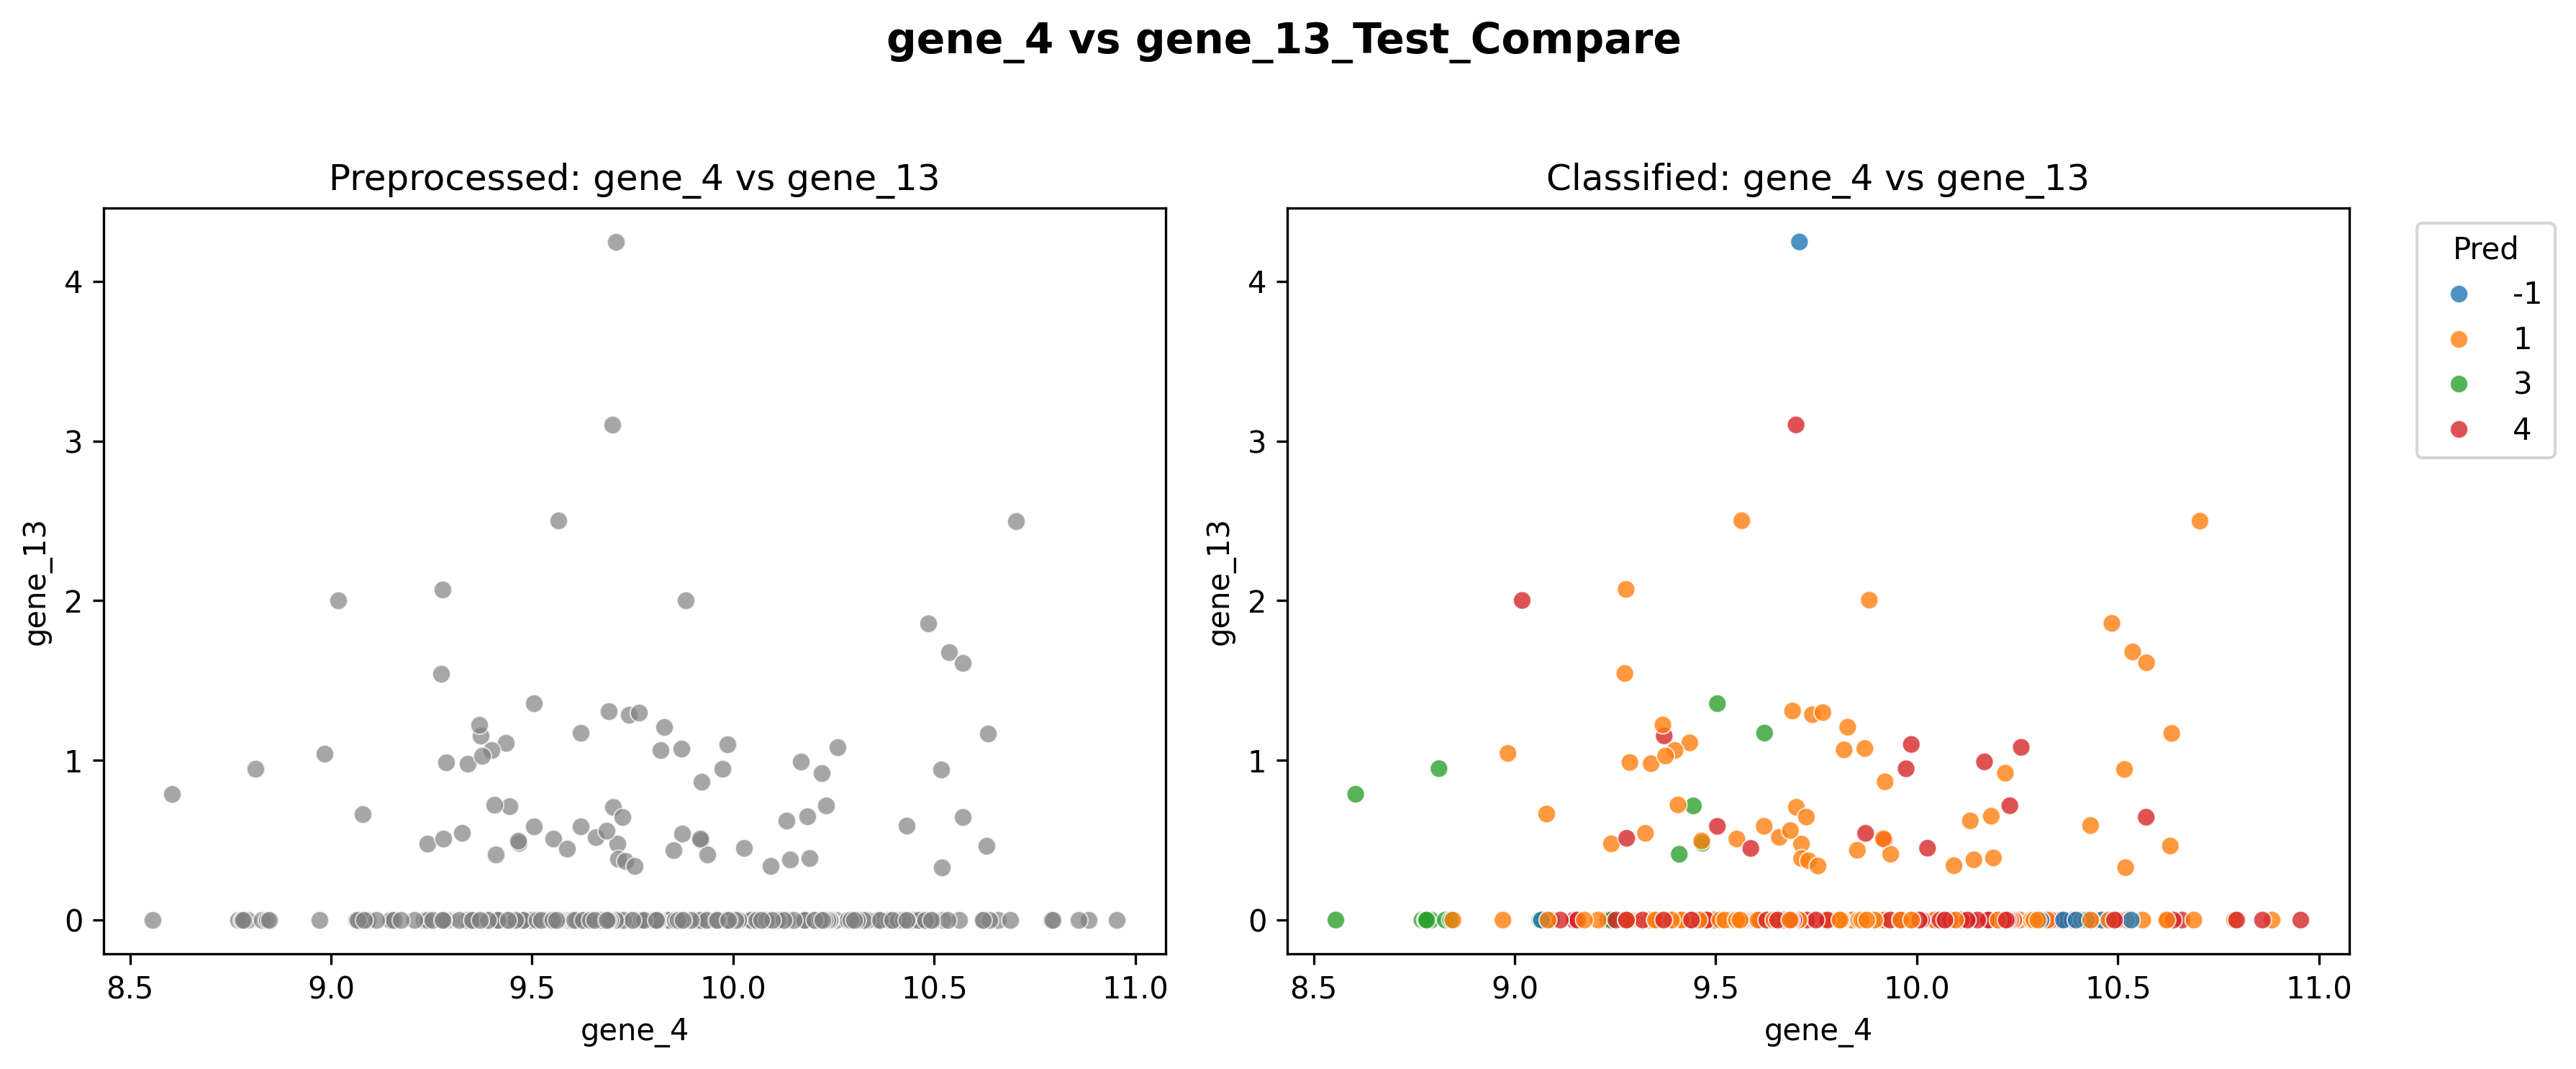 gene_4 vs gene_13_Test_Compare
Preprocessed: gene_4 vs gene_13
gene_13
4
3
2
1
0
8.5 9.0 9.5 10.0 10.5 11.0
gene_4
Classified: gene_4 vs gene_13
gene_13
4
3
2
1
0
8.5 9.0 9.5 10.0 10.5 11.0
gene_4
Pred
-1
1
3
4